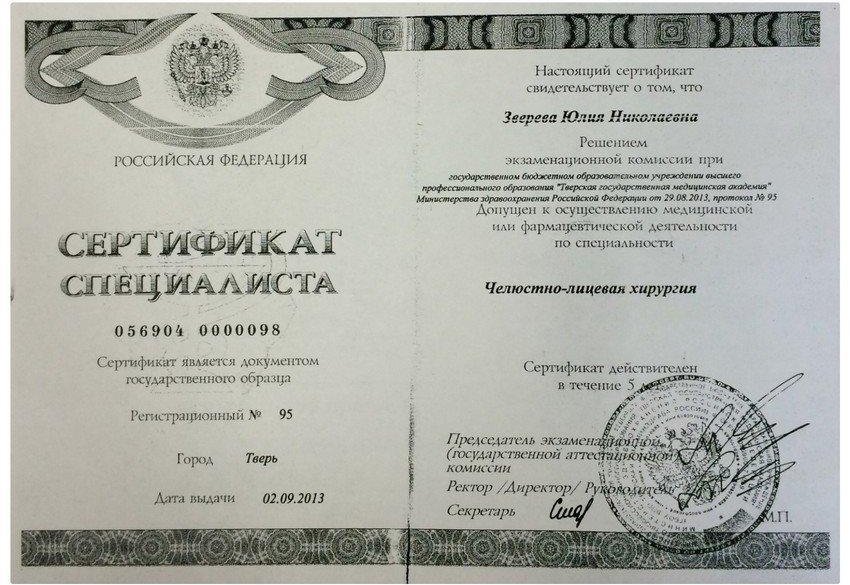 РОССИЙСКАЯ ФЕДЕРАЦИЯ
СЕРТИФИКАТ
СПЕЦИАЛИСТА
056904 0000098
Сертификат является документом
государственного образца
Регистрационный № 95
Город Тверь
Дата выдачи 02.09.2013
Настоящий сертификат
свидетельствует о том, что
Зверева Юлия Николаевна
Решением
экзаменационной комиссии при
государственном бюджетном образовательном учреждении высшего
профессионального образования "Тверская государственная медицинская академия"
Министерства здравоохранения Российской Федерации от 29.08.2013, протокол № 95
Допущен к осуществлению медицинской
или фармацевтической деятельности
по специальности
Челюстно-лицевая хирургия
Сертификат действителен
в течение 5
Председатель экзаменационной
(государственной аттестационной)
комиссии
Ректор /Директор/ Руководитель
Секретарь
М.П.